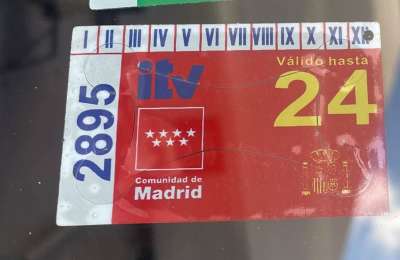 I II III IV V VI VII VIII IX X XI XII
itv
Válido hasta
24
2895
Comunidad de
Madrid